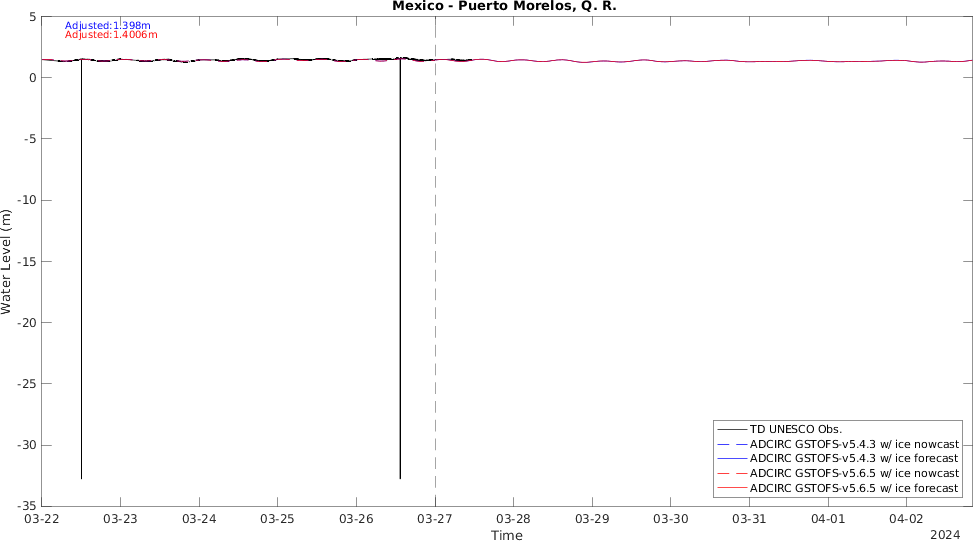 Mexico - Puerto Morelos, Q. R.
Adjusted:1.398m
Adjusted:1.4006m
5
0
-5
-10
-15
-20
-25
-30
-35
Water Level (m)
TD UNESCO Obs.
ADCIRC GSTOFS-v5.4.3 w/ ice nowcast
ADCIRC GSTOFS-v5.4.3 w/ ice forecast
ADCIRC GSTOFS-v5.6.5 w/ ice nowcast
ADCIRC GSTOFS-v5.6.5 w/ ice forecast
03-22 03-23 03-24 03-25 03-26 03-27 03-28 03-29 03-30 03-31 04-01 04-02
Time
2024